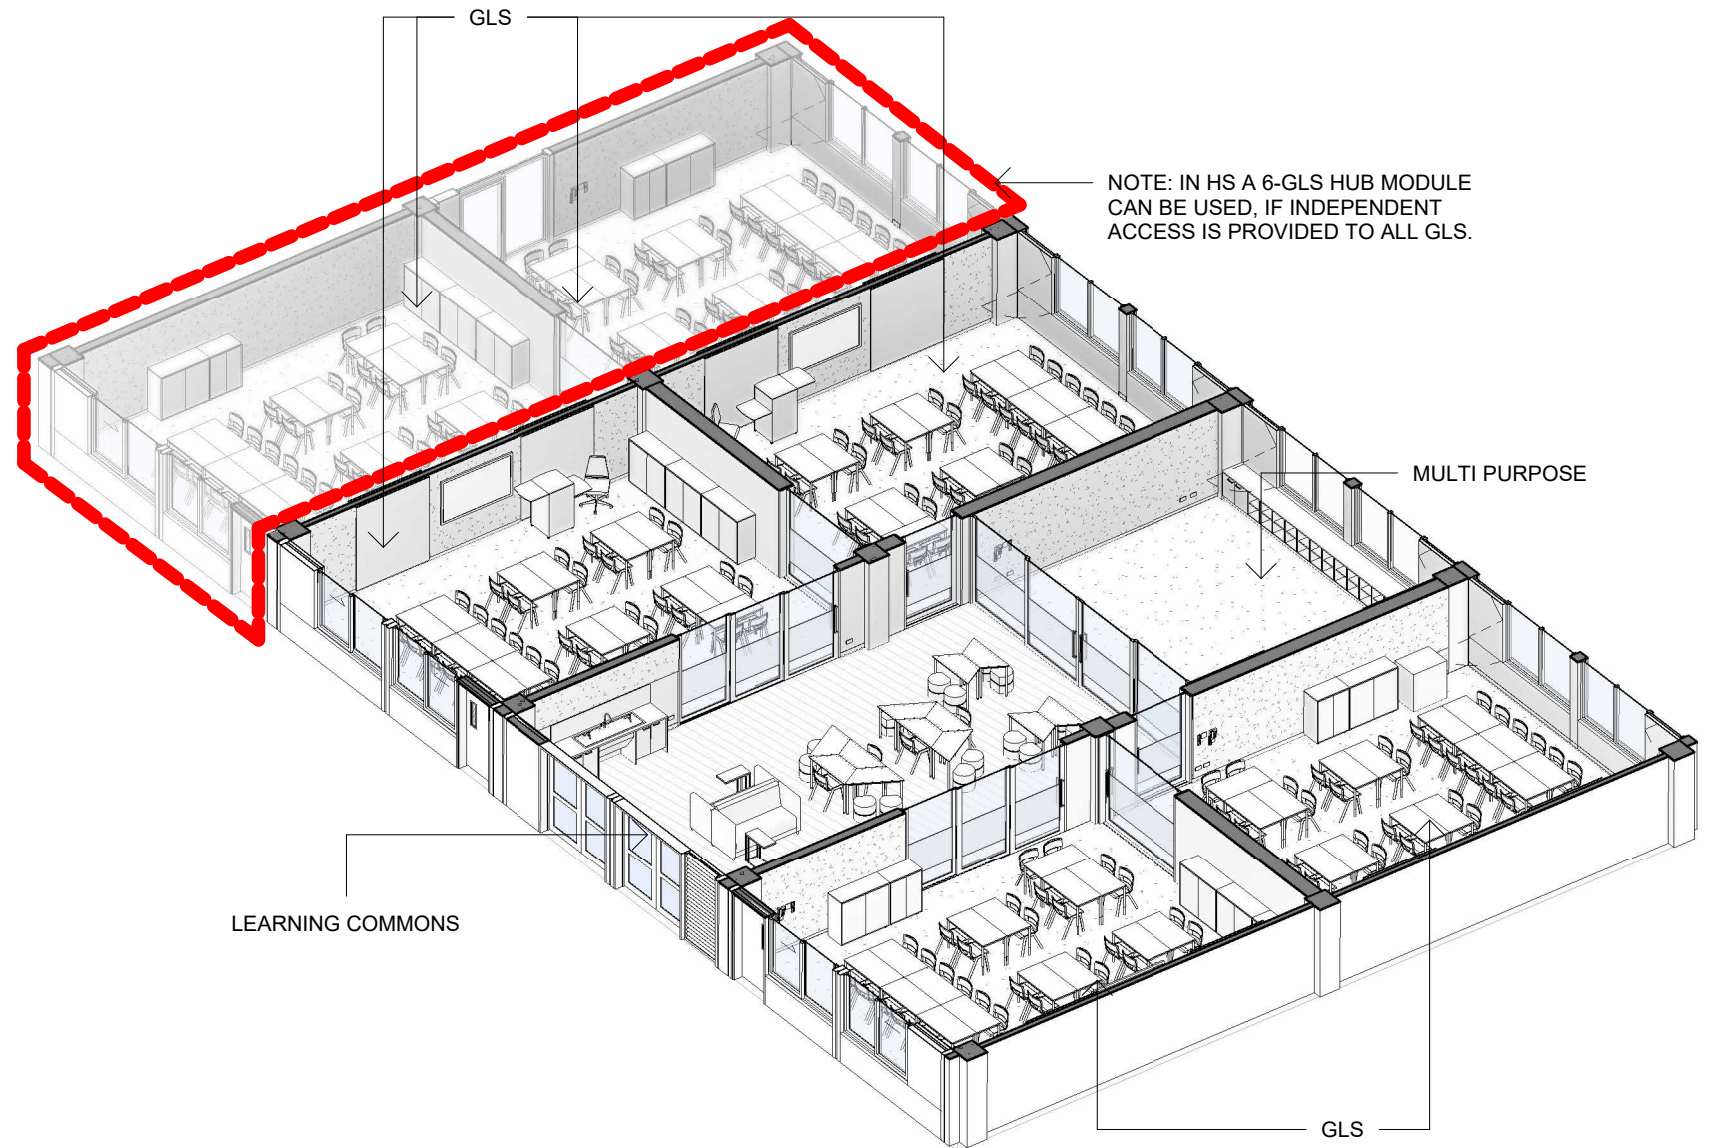 GLS
NOTE: IN HS A 6-GLS HUB MODULE
CAN BE USED, IF INDEPENDENT
ACCESS IS PROVIDED TO ALL GLS.
MULTI PURPOSE
LEARNING COMMONS
GLS